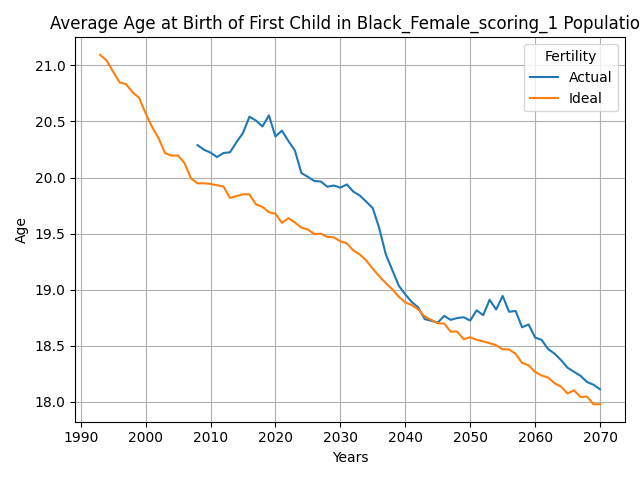 Average Age at Birth of First Child in Black_Female_scoring_1 Populatio
Fertility
Actual
Ideal
21.0
20.5
20.0
19.5
19.0
18.5
18.0
Age
1990 2000 2010 2020 2030 2040 2050 2060 2070
Years